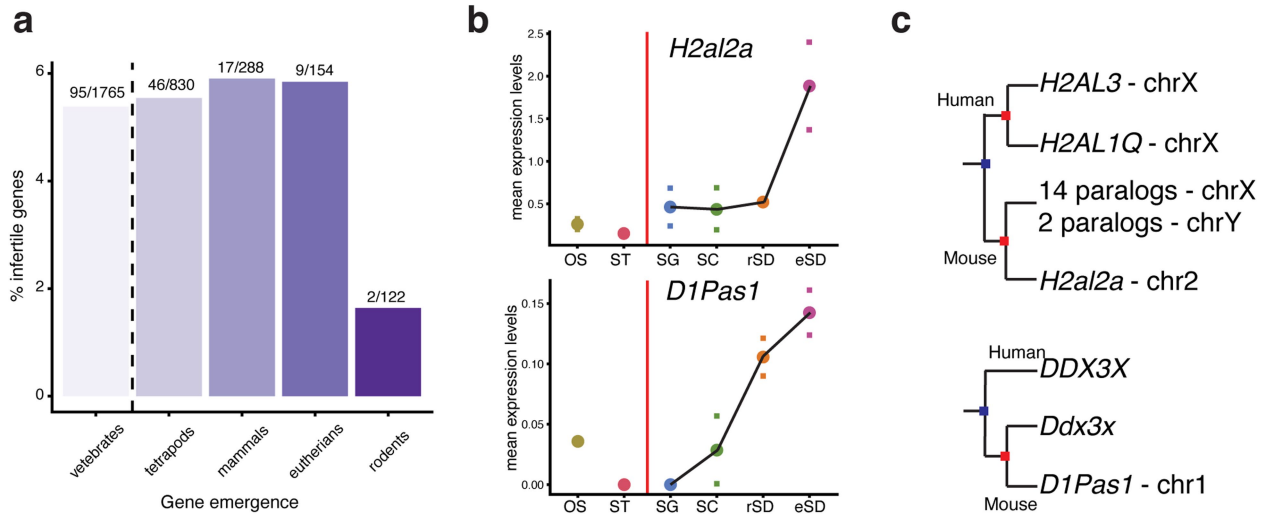 a
% infertile genes
6
4
2
0
95/1765
46/830
17/288
9/154
2/122
vetebrates
tetrapods
mammals
eutherians
rodents
Gene emergence
b
mean expression levels
2.5
2.0
1.5
1.0
0.5
H2al2a
OS ST SG SC rSD eSD
mean expression levels
0.15
0.10
0.05
0.00
D1Pas1
OS ST SG SC rSD eSD
c
Human
H2AL3 - chrX
H2AL1Q - chrX
14 paralogs - chrX
2 paralogs - chrY
Mouse
H2al2a - chr2
Human
DDX3X
Ddx3x
D1Pas1 - chr1
Mouse